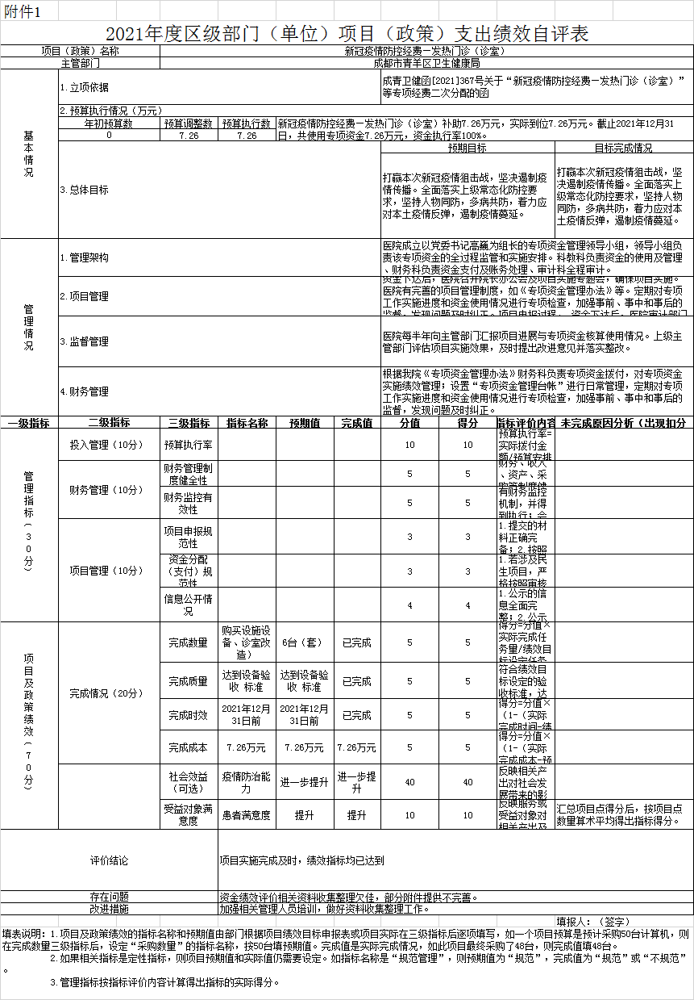 附件1
2021年度区级部门（单位）项目（政策）支出绩效自评表
项目（政策）名称 新冠疫情防控经费—发热门诊（诊室）
主管部门 成都市青羊区卫生健康局
基本情况
1.立项依据
成青卫健函[2021]367号关于“新冠疫情防控经费—发热门诊（诊室）”
等专项经费二次分配的函
2.预算执行情况（万元）
年初预算数 预算调整数 预算执行数
0 7.26 7.26
新冠疫情防控经费—发热门诊（诊室）补助7.26万元，实际到位7.26万元。截止2021年12月31
日，共使用专项资金7.26万元，资金执行率100%。
3.总体目标
预期目标 目标完成情况
打赢本次新冠疫情狙击战，坚决遏制疫
情传播。全面落实上级常态化防控要
求，坚持人物同防，多病共防，着力应
对本土疫情反弹，遏制疫情蔓延。
打赢本次新冠疫情狙击战，坚
决遏制疫情传播。全面落实上
级常态化防控要求，坚持人物
同防，多病共防，着力应对本
土疫情反弹，遏制疫情蔓延。
管理情况
1.管理架构
医院成立以党委书记高巍为组长的专项资金管理领导小组，领导小组负
责该专项资金的全过程监管和实施安排。科教科负责资金的使用及管理
、财务科负责资金支付及账务处理、审计科全程审计。
2.项目管理
资金下达后，医院召开院长办公会及项目实施专题会，确保项目实施。
医院有完善的项目管理制度，如《专项资金管理办法》等。定期对专项
工作实施进度和资金使用情况进行专项检查，加强事前、事中和事后的
监督，发现问题及时纠正。项目申报过程、 资金下达后，医院审计部门
3.监督管理
医院每半年向主管部门汇报项目进展与专项资金核算使用情况。上级主
管部门评估项目实施效果，及时提出改进意见并落实整改。
4.财务管理
根据我院《专项资金管理办法》财务科负责专项资金拨付，对专项资金
实施绩效管理；设置“专项资金管理台帐”进行日常管理，定期对专项
工作实施进度和资金使用情况进行专项检查，加强事前、事中和事后的
监督，发现问题及时纠正。
一级指标 二级指标 三级指标 指标名称 预期值 完成值 分值 得分 指标评价内容 未完成原因分析（出现扣分
管理指标（30分）
投入管理（10分） 预算执行率 10 10
预算执行率=
实际拨付金
额/预算安排
财务管理（10分）
财务管理制
度健全性
5 5
财务、收入
、资产、采
购等制度健
财务监控有
效性
5 5
有财务监控
机制，并得
到执行；会
项目管理（10分）
项目申报规
范性
3 3
1.提交的材
料正确完
备；2.按照
资金分配
（支付）规
范性
3 3
1.若涉及民
生项目，严
格按照审核
信息公开情
况
4 4
1.公示的信
息全面完
整；2.公示
项目及政策绩效（70分）
完成情况（20分）
完成数量
购买设施设
备、诊室改
造）
6台（套） 已完成 5 5
得分=分值×
实际完成任
务量/绩效目
标设定任务
完成质量
达到设备验
收 标准
达到设备验
收 标准
已完成 5 5
符合绩效目
标设定的验
收标准，达
完成时效
2021年12月
31日前
2021年12月
31日前
已完成 5 5
得分=分值×
（1-（实际
完成时间-绩
完成成本 7.26万元 7.26万元 7.26万元 5 5
得分=分值×
（1-（实际
完成成本-预
社会效益
（可选）
疫情防治能
力
进一步提升
进一步提
升
40 40
反映相关产
出对社会发
展带来的影
受益对象满
意度
患者满意度 提升 提升 10 10
反映服务或
受益对象对
相关产出及
汇总项目点得分后，按项目点
数量算术平均得出指标得分。
评价结论 项目实施完成及时，绩效指标均已达到
存在问题 资金绩效评价相关资料收集整理欠佳，部分附件提供不完善。
改进措施 加强相关管理人员培训，做好资料收集整理工作。
填报人：（签字）
填表说明：1.项目及政策绩效的指标名称和预期值由部门根据项目绩效目标申报表或项目实际在三级指标后逐项填写，如一个项目预算是预计采购50台计算机，则
在完成数量三级指标后，设定“采购数量”的指标名称，按50台填预期值。完成值是实际完成情况，如此项目最终采购了48台，则完成值填48台。
2.如果相关指标是定性指标，则项目预期值和实际值仍需要设定。如指标名称是“规范管理”，则预期值为“规范”，完成值为“规范”或“不规范”
。
3.管理指标按指标评价内容计算得出指标的实际得分。